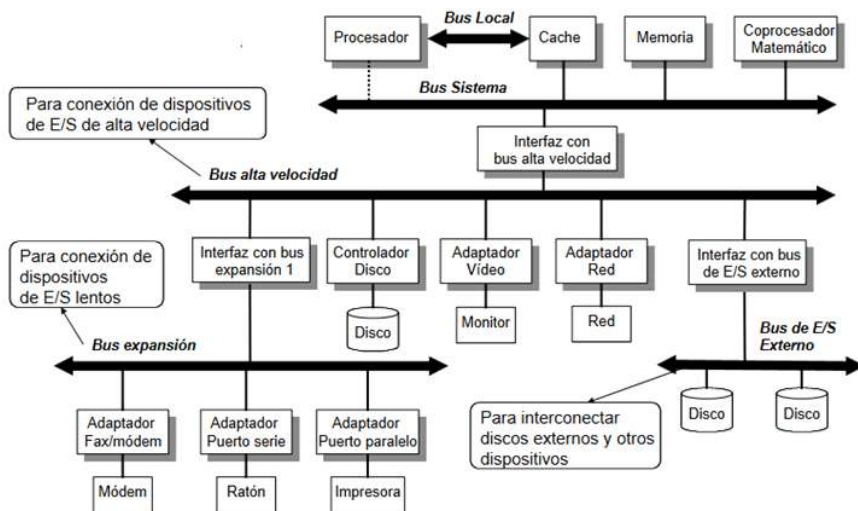 Bus Local
Procesador
Cache
Memoria
Coprocesador
Matemático
Bus Sistema
Para conexión de dispositivos
de E/S de alta velocidad
Interfaz con
bus alta velocidad
Bus alta velocidad
Para conexión de
dispositivos
de E/S lentos
Interfaz con bus
expansión 1
Controlador
Disco
Adaptador
Vídeo
Adaptador
Red
Interfaz con bus
de E/S externo
Disco
Monitor
Red
Bus expansión
Bus de E/S
Externo
Adaptador
Fax/módem
Adaptador
Puerto serie
Adaptador
Puerto paralelo
Para interconectar
discos externos y otros
dispositivos
Disco
Disco
Módem
Ratón
Impresora